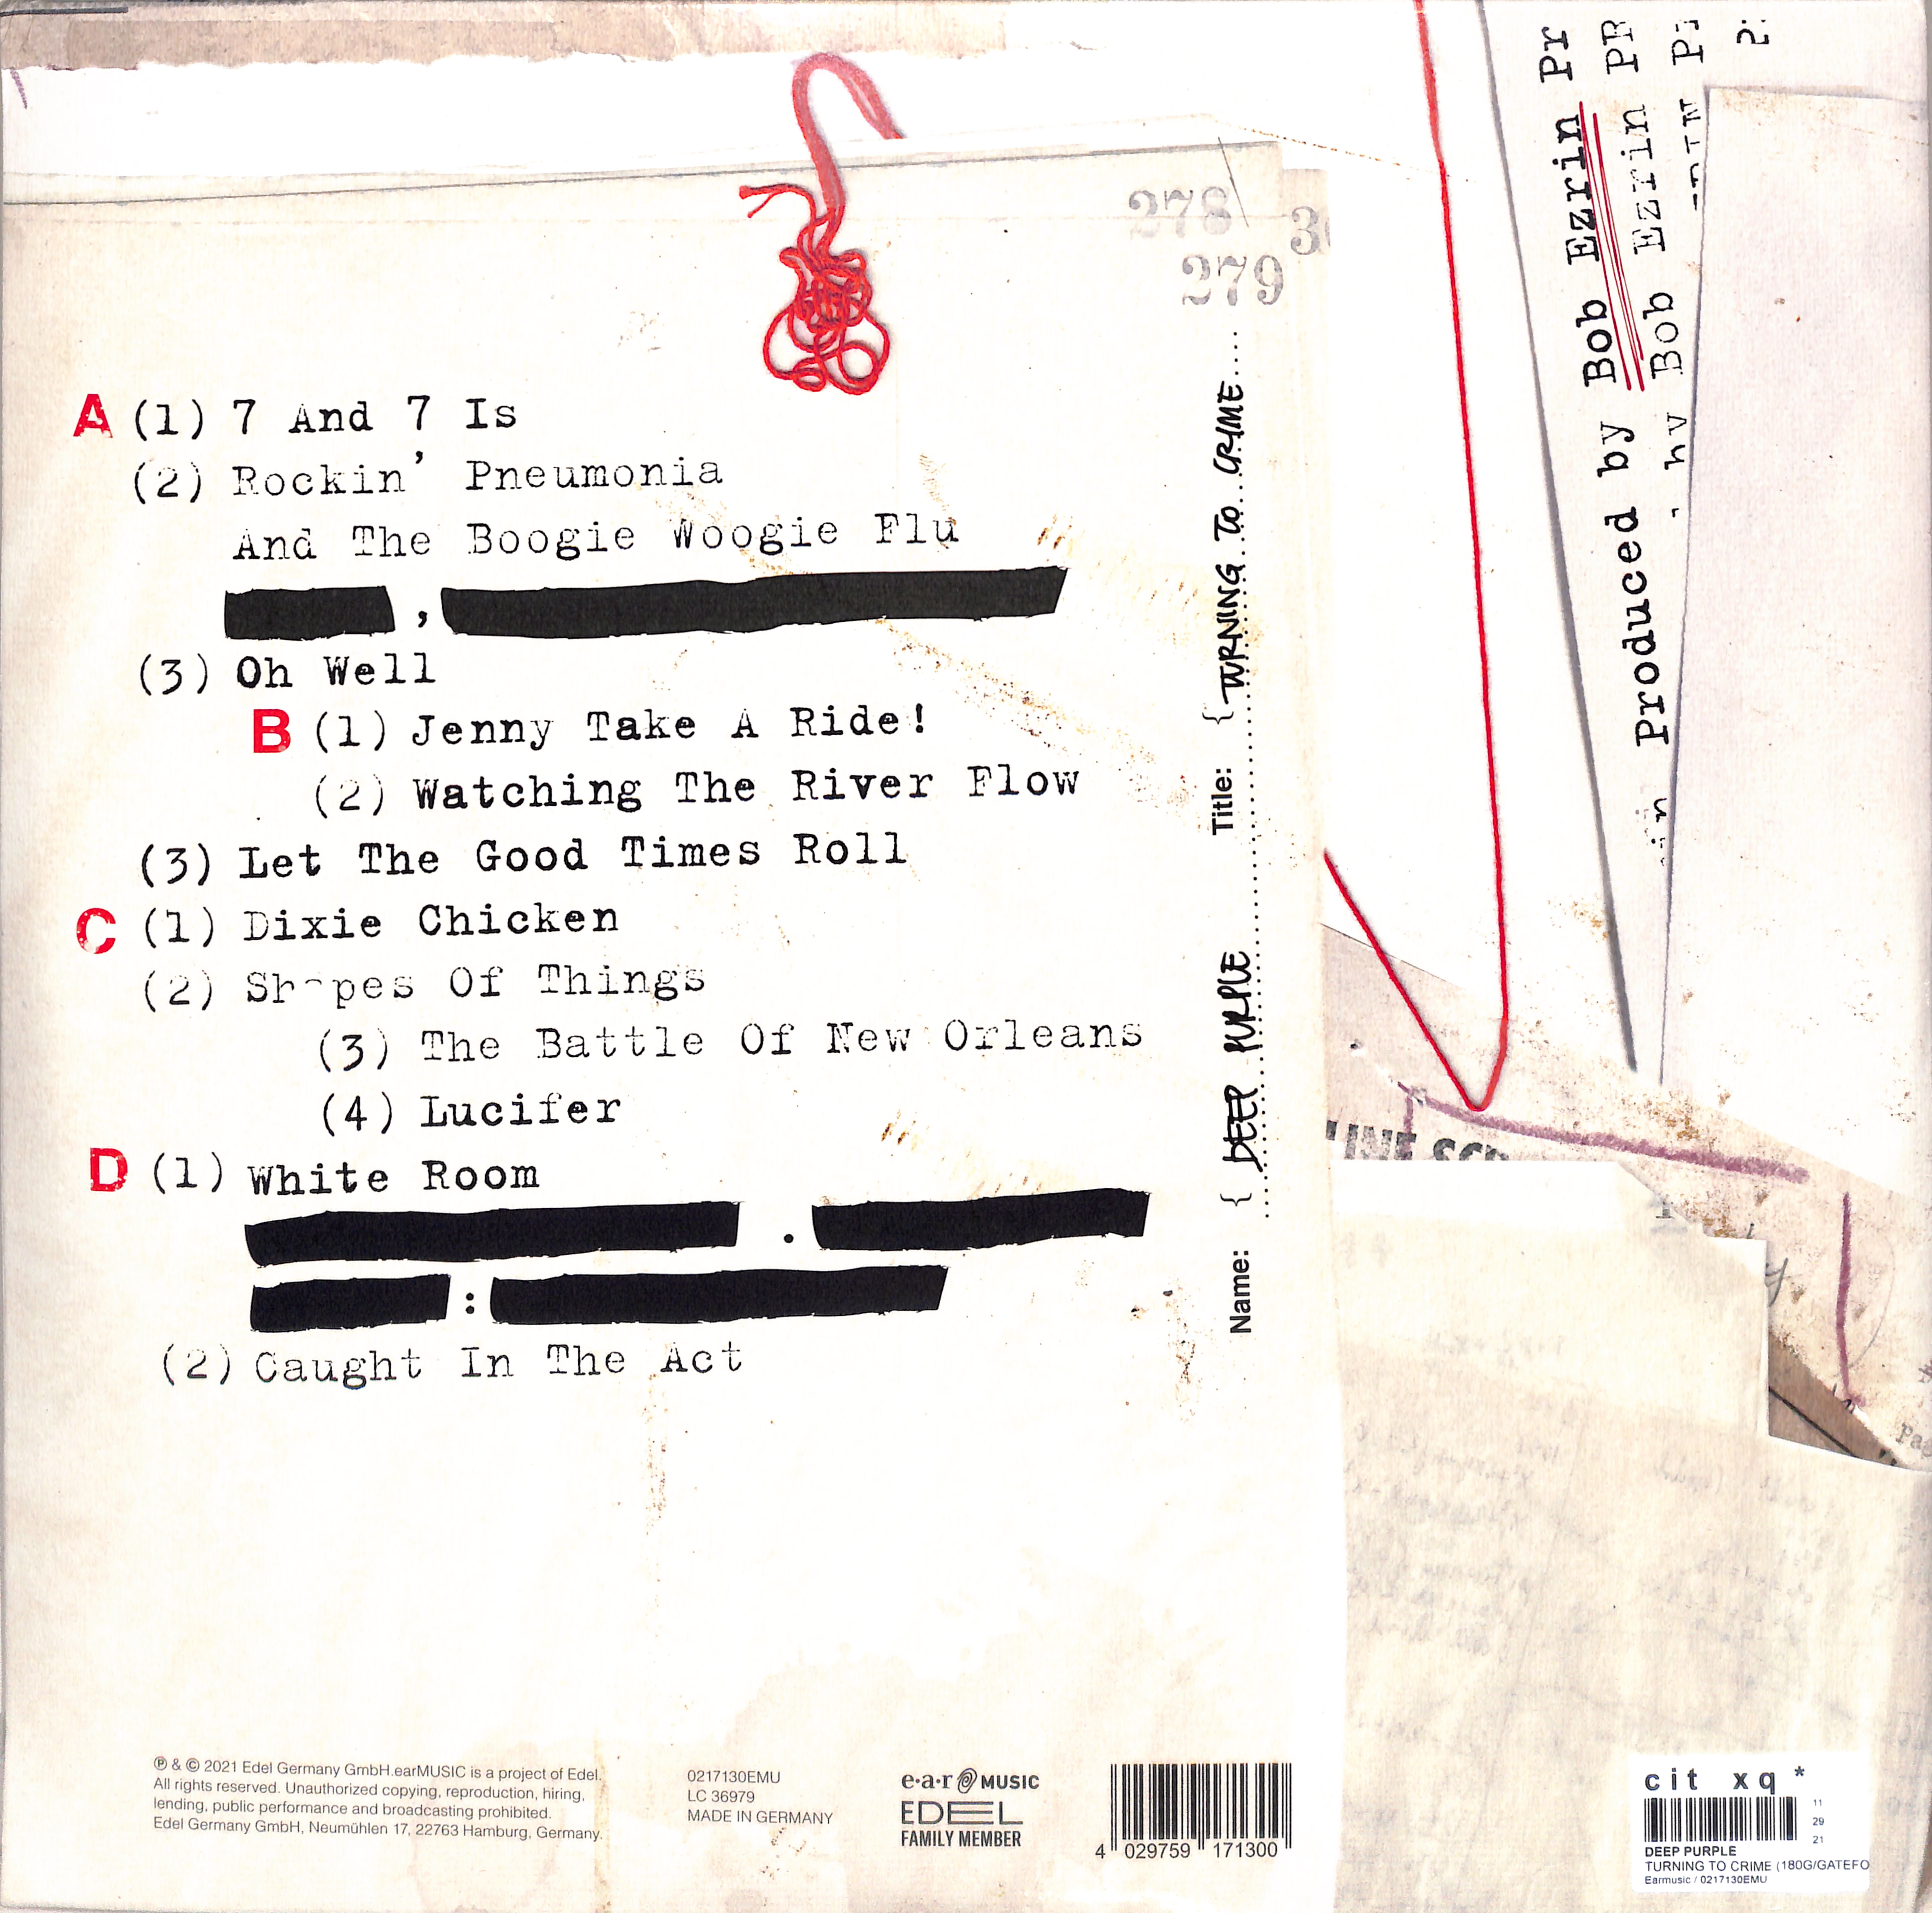 278
279
A (1) 7 And 7 Is
(2) Rockin' Pneumonia
And The Boogie Woogie Flu
,
(3) Oh Well
B (1) Jenny Take A Ride!
(2) Watching The River Flow
(3) Let The Good Times Roll
C (1) Dixie Chicken
(2) Shapes Of Things
(3) The Battle Of New Orleans
(4) Lucifer
D (1) White Room
.
:
(2) Caught In The Act
Name: { DEEP PURPLE Title: { TURNING TO CRIME
Produced by Bob Ezrin Pr
Bob Ezrin PR
℗ & © 2021 Edel Germany GmbH.earMUSIC is a project of Edel.
All rights reserved. Unauthorized copying, reproduction, hiring,
lending, public performance and broadcasting prohibited.
Edel Germany GmbH, Neumühlen 17, 22763 Hamburg, Germany.
0217130EMU
LC 36979
MADE IN GERMANY
e·a·r MUSIC
EDEL
FAMILY MEMBER
4 029759 171300
cit xq *
11
29
21
DEEP PURPLE
TURNING TO CRIME (180G/GATEFO
Earmusic / 0217130EMU